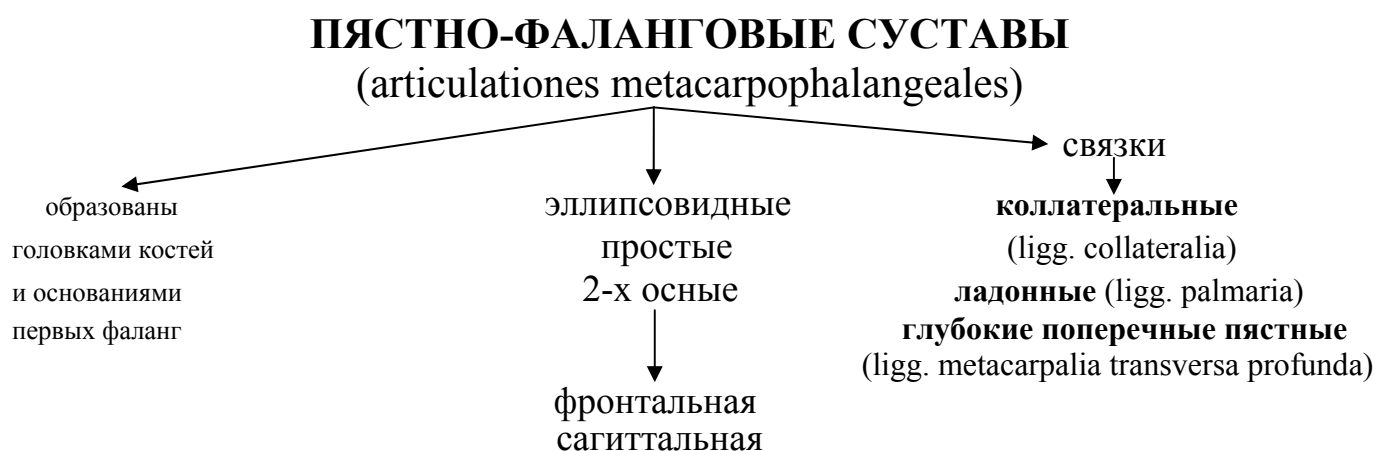 ПЯСТНО-ФАЛАНГОВЫЕ СУСТАВЫ
(articulationes metacarpophalangeales)
образованы
головками костей
и основаниями
первых фаланг
эллипсовидные
простые
2-х осные
фронтальная
сагиттальная
связки
коллатеральные
(ligg. collateralia)
ладонные (ligg. palmaria)
глубокие поперечные пястные
(ligg. metacarpalia transversa profunda)